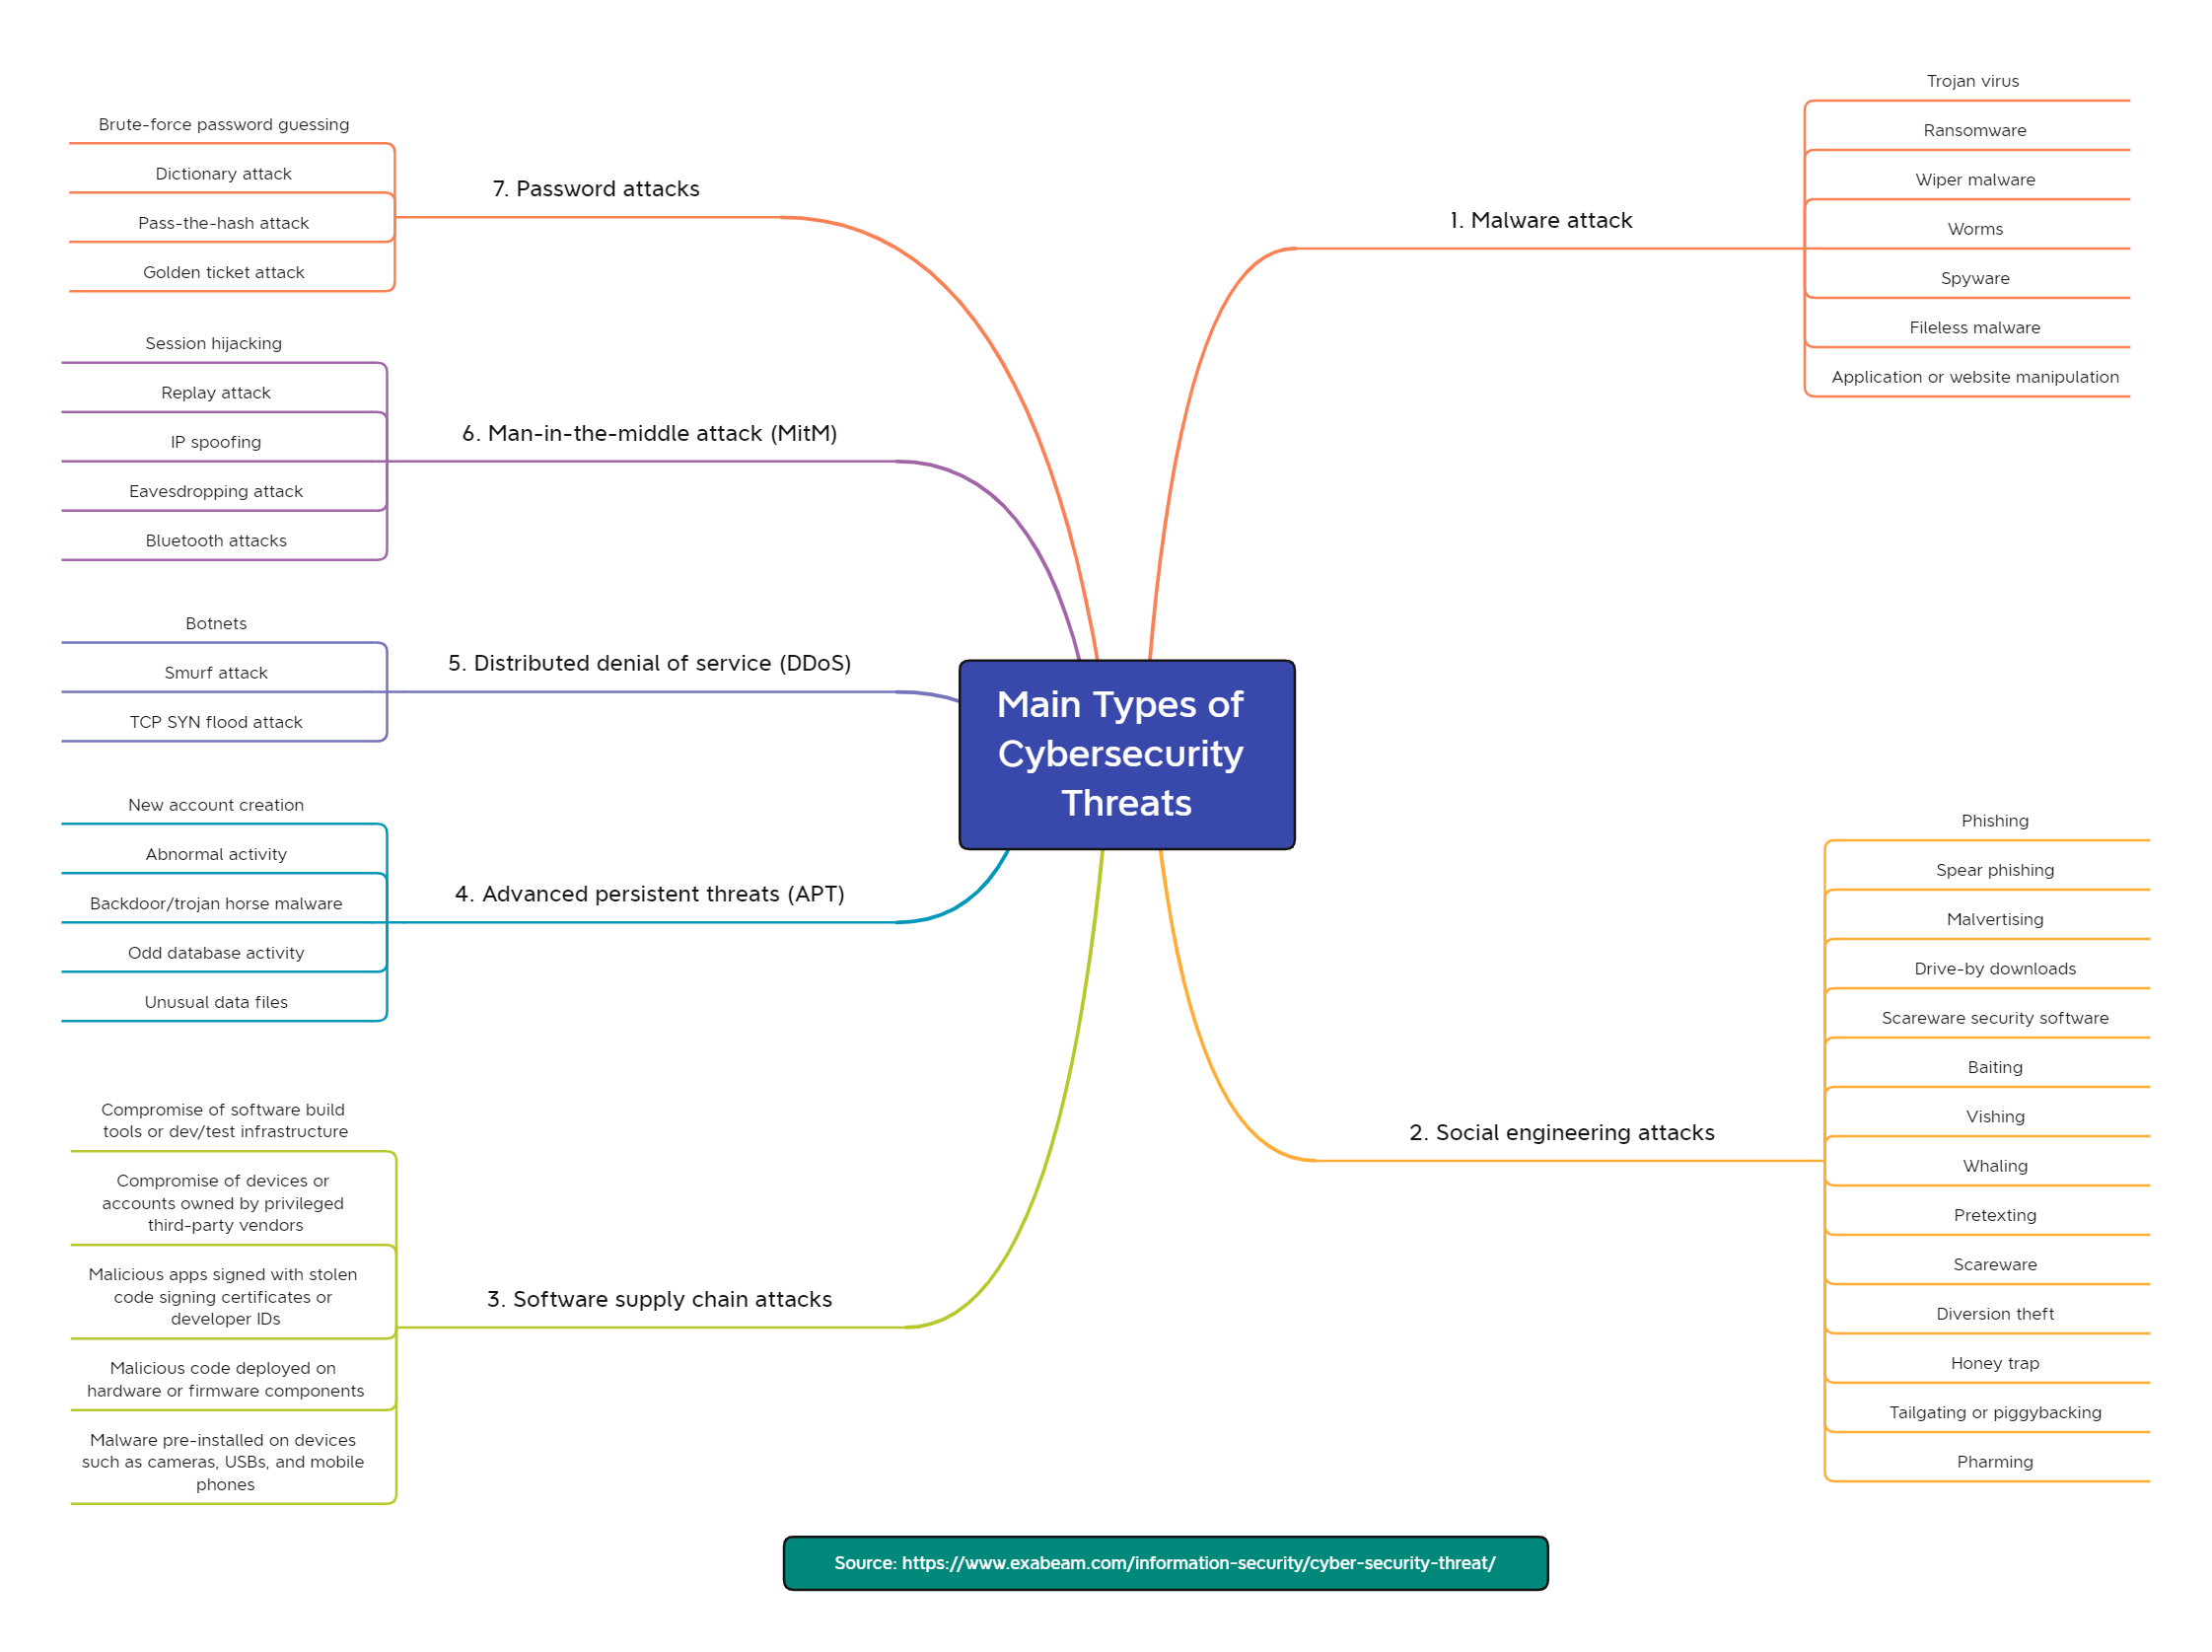 Main Types of
Cybersecurity
Threats
1. Malware attack
Trojan virus
Ransomware
Wiper malware
Worms
Spyware
Fileless malware
Application or website manipulation
2. Social engineering attacks
Phishing
Spear phishing
Malvertising
Drive-by downloads
Scareware security software
Baiting
Vishing
Whaling
Pretexting
Scareware
Diversion theft
Honey trap
Tailgating or piggybacking
Pharming
3. Software supply chain attacks
Compromise of software build
tools or dev/test infrastructure
Compromise of devices or
accounts owned by privileged
third-party vendors
Malicious apps signed with stolen
code signing certificates or
developer IDs
Malicious code deployed on
hardware or firmware components
Malware pre-installed on devices
such as cameras, USBs, and mobile
phones
4. Advanced persistent threats (APT)
New account creation
Abnormal activity
Backdoor/trojan horse malware
Odd database activity
Unusual data files
5. Distributed denial of service (DDoS)
Botnets
Smurf attack
TCP SYN flood attack
6. Man-in-the-middle attack (MitM)
Session hijacking
Replay attack
IP spoofing
Eavesdropping attack
Bluetooth attacks
7. Password attacks
Brute-force password guessing
Dictionary attack
Pass-the-hash attack
Golden ticket attack
Source: https://www.exabeam.com/information-security/cyber-security-threat/